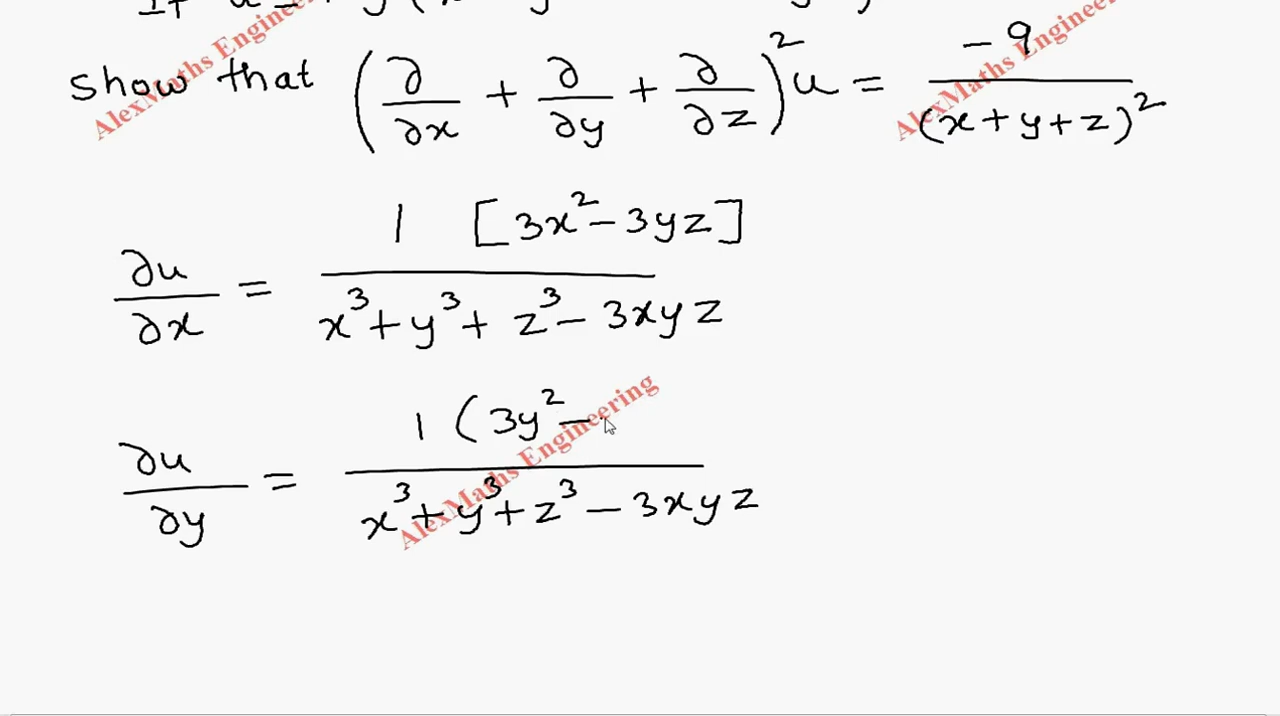 show that (∂/∂x + ∂/∂y + ∂/∂z)² u = -9/(x+y+z)²
∂u/∂x = 1 [3x² - 3yz] / x³ + y³ + z³ - 3xyz
∂u/∂y = 1 (3y² - / x³ + y³ + z³ - 3xyz
AlexMaths Engineering
AlexMaths Engineering
AlexMaths Engineering